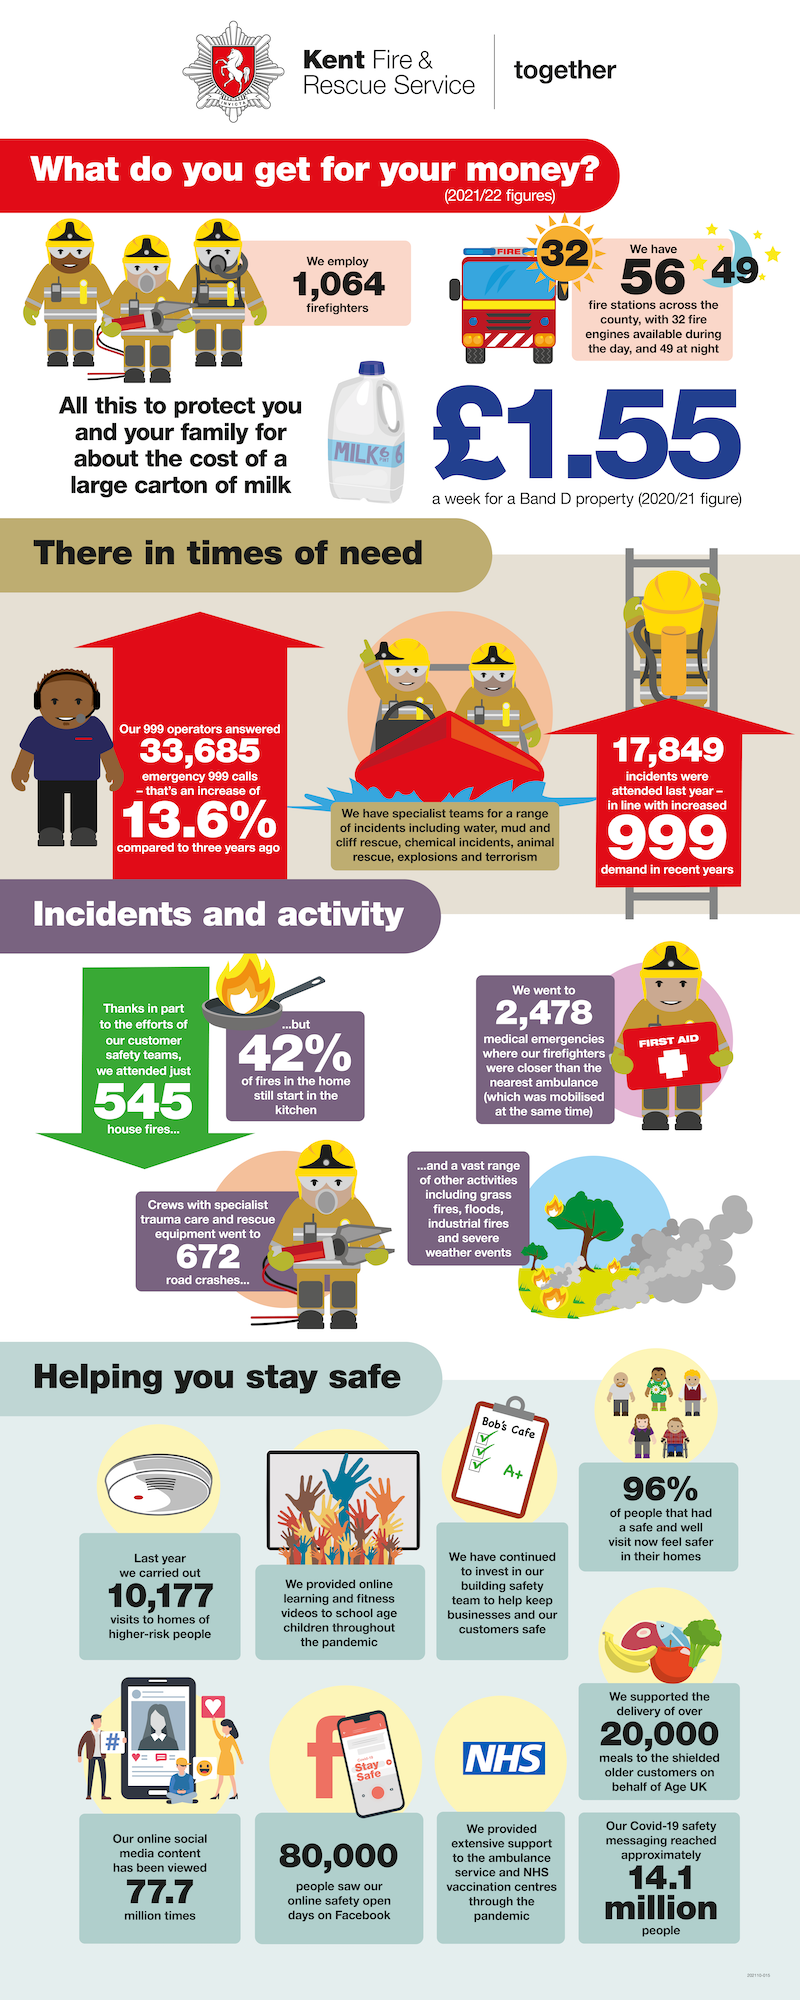 Kent Fire &
Rescue Service
together
INVICTA
What do you get for your money?
(2021/22 figures)
We employ
1,064
firefighters
FIRE
32
We have
56
49
fire stations across the
county, with 32 fire
engines available during
the day, and 49 at night
All this to protect you
and your family for
about the cost of a
large carton of milk
MILK 6
PINT
6
£1.55
a week for a Band D property (2020/21 figure)
There in times of need
Our 999 operators answered
33,685
emergency 999 calls
– that's an increase of
13.6%
compared to three years ago
We have specialist teams for a range
of incidents including water, mud and
cliff rescue, chemical incidents, animal
rescue, explosions and terrorism
17,849
incidents were
attended last year –
in line with increased
999
demand in recent years
Incidents and activity
Thanks in part
to the efforts of
our customer
safety teams,
we attended just
545
house fires...
...but
42%
of fires in the home
still start in the
kitchen
We went to
2,478
medical emergencies
where our firefighters
were closer than the
nearest ambulance
(which was mobilised
at the same time)
FIRST AID
Crews with specialist
trauma care and rescue
equipment went to
672
road crashes...
...and a vast range
of other activities
including grass
fires, floods,
industrial fires
and severe
weather events
Helping you stay safe
Last year
we carried out
10,177
visits to homes of
higher-risk people
We provided online
learning and fitness
videos to school age
children throughout
the pandemic
Bob's Cafe
A+
We have continued
to invest in our
building safety
team to help keep
businesses and our
customers safe
96%
of people that had
a safe and well
visit now feel safer
in their homes
We supported the
delivery of over
20,000
meals to the shielded
older customers on
behalf of Age UK
#
Our online social
media content
has been viewed
77.7
million times
f
Stay
Safe
80,000
people saw our
online safety open
days on Facebook
NHS
We provided
extensive support
to the ambulance
service and NHS
vaccination centres
through the
pandemic
Our Covid-19 safety
messaging reached
approximately
14.1
million
people